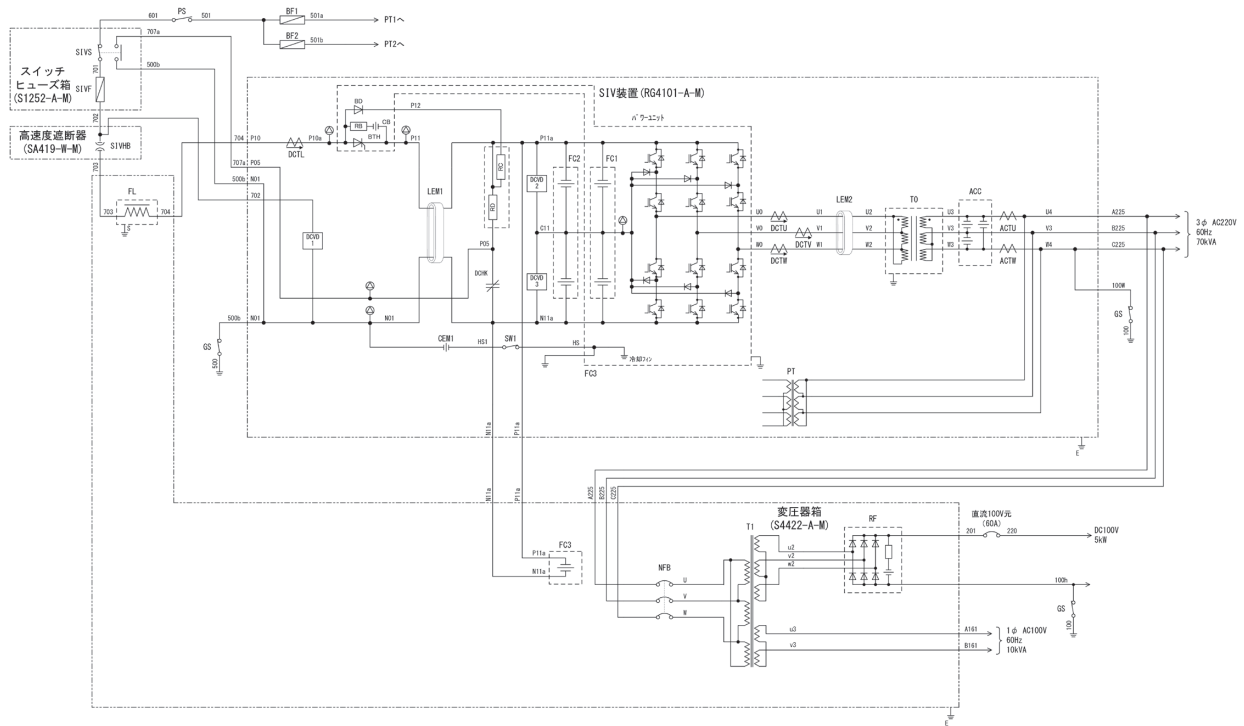 601
PS
501
BF1
501a
PT1へ
BF2
501b
PT2へ
707a
500b
SIVS
701
スイッチ
ヒューズ箱
(S1252-A-M)
SIVF
702
高速度遮断器
(SA419-W-M)
SIVHB
703
FL
703
704
S
SIV装置(RG4101-A-M)
パワーユニット
704
P10
DCTL
P10a
BD
RB
CB
BTH
P12
P11
P11a
707a
P05
500b
N01
702
DCVD
1
LEM1
RC
RD
P05
DCHK
DCVD
2
C11
DCVD
3
FC2
FC1
N11a
500b
N01
N01
GS
500
CEM1
HS1
SW1
HS
冷却フィン
FC3
U0
DCTU
U1
V0
DCTV
V1
W0
DCTW
W1
LEM2
U2
V2
W2
TO
U3
V3
W3
ACC
ACTU
ACTW
U4
V3
W4
A225
B225
C225
3φ AC220V
60Hz
70kVA
100W
GS
100
PT
E
N11a
P11a
N11a
P11a
A225
B225
C225
変圧器箱
(S4422-A-M)
P11a
N11a
FC3
NFB
U
V
W
T1
u2
v2
w2
RF
直流100V元
(60A)
201
220
DC100V
5kW
100h
GS
100
u3
v3
A161
B161
1φ AC100V
60Hz
10kVA
E